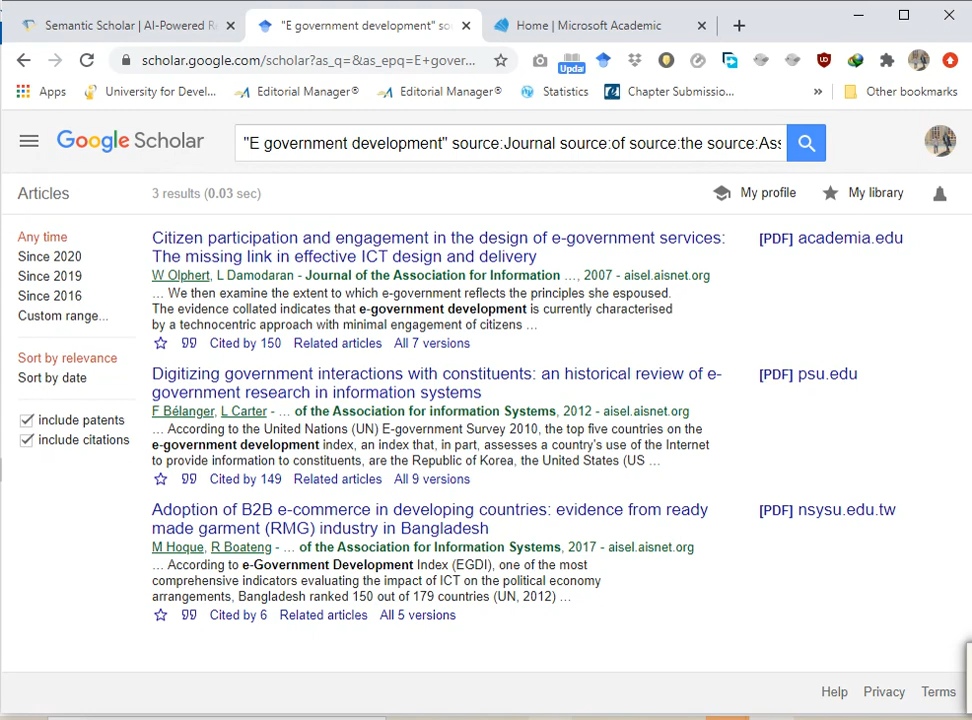 Semantic Scholar | AI-Powered R
"E government development" so
Home | Microsoft Academic
scholar.google.com/scholar?as_q=&as_epq=E+gover...
Upda
Apps
University for Devel...
Editorial Manager®
Editorial Manager®
Statistics
Chapter Submissio...
»
Other bookmarks
Google Scholar
"E government development" source:Journal source:of source:the source:Ass
Articles
3 results (0.03 sec)
My profile
My library
Any time
Since 2020
Since 2019
Since 2016
Custom range...
Sort by relevance
Sort by date
include patents
include citations
Citizen participation and engagement in the design of e-government services:
The missing link in effective ICT design and delivery
[PDF] academia.edu
W Olphert, L Damodaran - Journal of the Association for Information ..., 2007 - aisel.aisnet.org
... We then examine the extent to which e-government reflects the principles she espoused.
The evidence collated indicates that e-government development is currently characterised
by a technocentric approach with minimal engagement of citizens ...
Cited by 150 Related articles All 7 versions
Digitizing government interactions with constituents: an historical review of e-
government research in information systems
[PDF] psu.edu
F Bélanger, L Carter - ... of the Association for information Systems, 2012 - aisel.aisnet.org
... According to the United Nations (UN) E-government Survey 2010, the top five countries on the
e-government development index, an index that, in part, assesses a country's use of the Internet
to provide information to constituents, are the Republic of Korea, the United States (US ...
Cited by 149 Related articles All 9 versions
Adoption of B2B e-commerce in developing countries: evidence from ready
made garment (RMG) industry in Bangladesh
[PDF] nsysu.edu.tw
M Hoque, R Boateng - ... of the Association for Information Systems, 2017 - aisel.aisnet.org
... According to e-Government Development Index (EGDI), one of the most
comprehensive indicators evaluating the impact of ICT on the political economy
arrangements, Bangladesh ranked 150 out of 179 countries (UN, 2012) ...
Cited by 6 Related articles All 5 versions
Help Privacy Terms